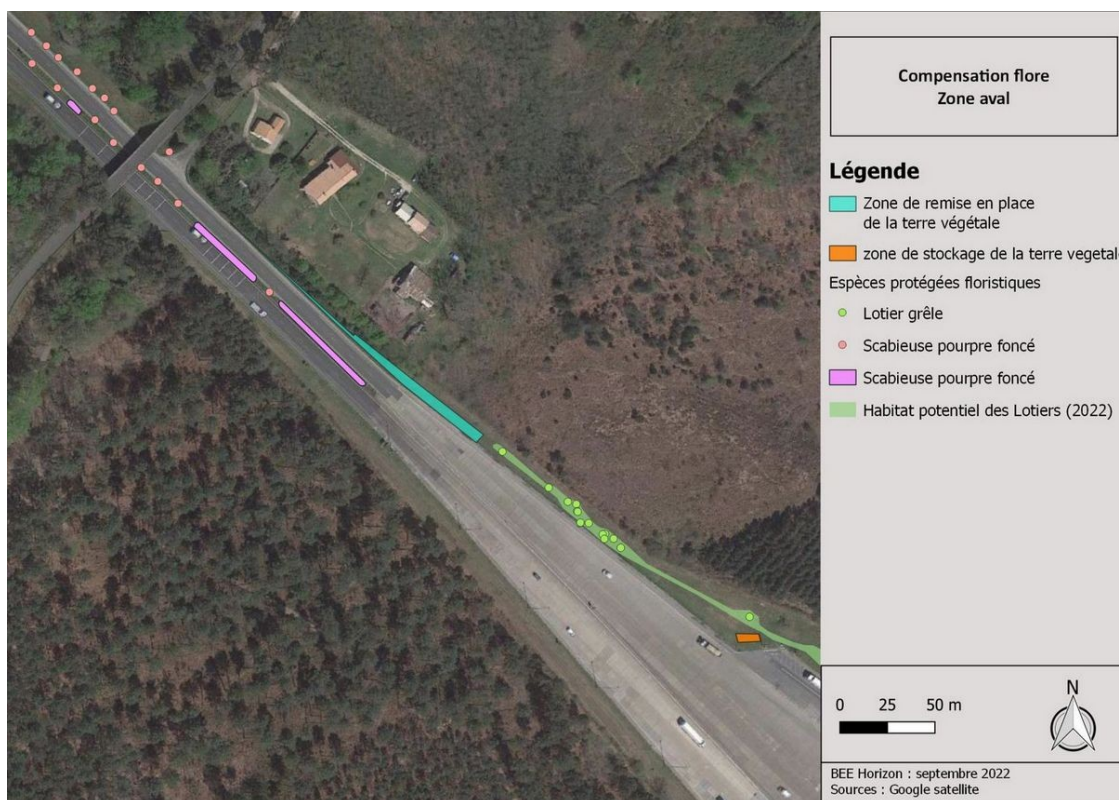 Compensation flore
Zone aval
Légende
Zone de remise en place
de la terre végétale
zone de stockage de la terre vegetal
Espèces protégées floristiques
Lotier grêle
Scabieuse pourpre foncé
Scabieuse pourpre foncé
Habitat potentiel des Lotiers (2022)
0 25 50 m
N
BEE Horizon : septembre 2022
Sources : Google satellite